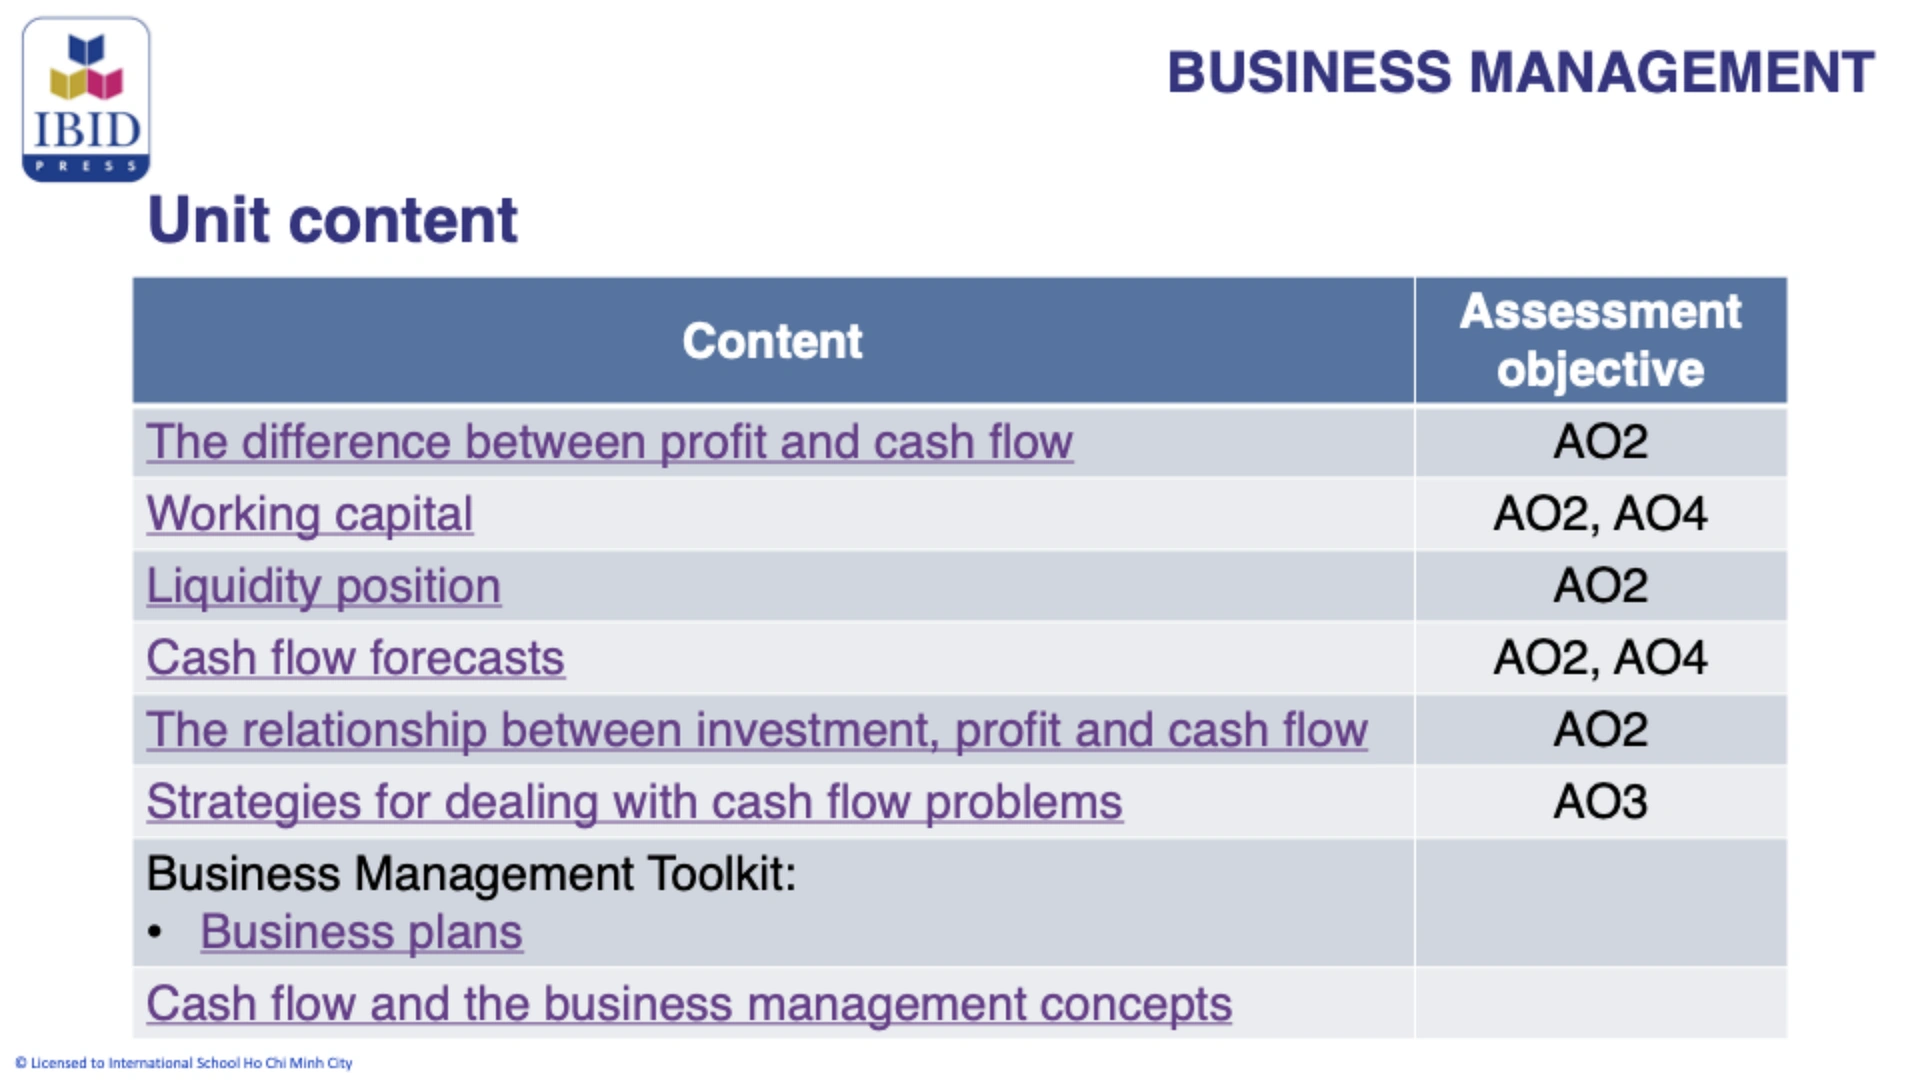 IBID
PRESS
BUSINESS MANAGEMENT
Unit content
Content
Assessment
objective
The difference between profit and cash flow
AO2
Working capital
AO2, AO4
Liquidity position
AO2
Cash flow forecasts
AO2, AO4
The relationship between investment, profit and cash flow
AO2
Strategies for dealing with cash flow problems
AO3
Business Management Toolkit:
• Business plans
Cash flow and the business management concepts
© Licensed to International School Ho Chi Minh City